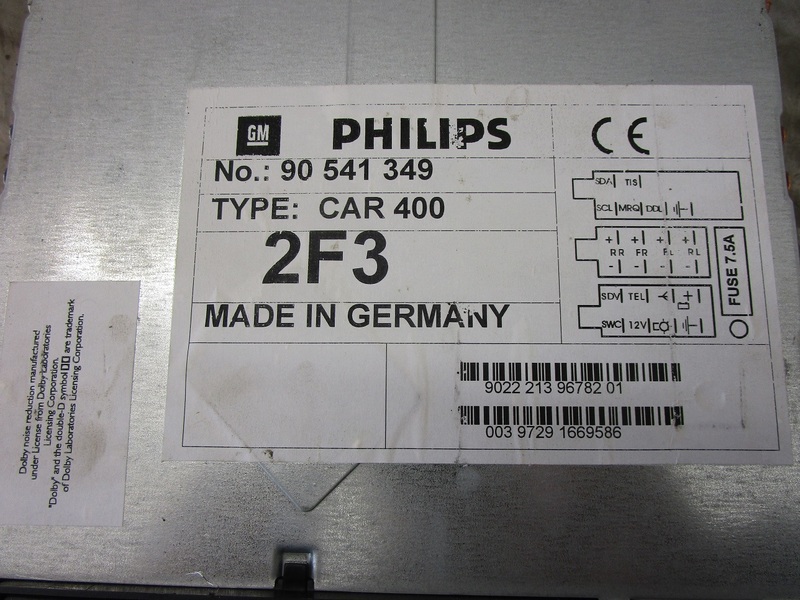 GM PHILIPS CE
No.: 90 541 349
TYPE: CAR 400
2F3
MADE IN GERMANY
SDA TIS
SCL MRQ DDL
+ + + +
RR FR FL RL
- - - -
SDV TEL +
SWC 12V
FUSE 7.5A
9022 213 96782 01
003 9729 1669586
Dolby noise reduction manufactured
under License from Dolby Laboratories
Licensing Corporation.
"Dolby" and the double-D symbol are trademark
of Dolby Laboratories Licensing Corporation.